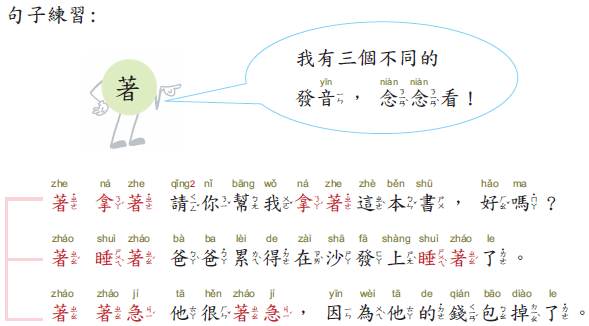 句子練習：
著
我有三個不同的
yīn niàn niàn
發音，念念看！
zhe ná zhe qǐng2 nǐ bāng wǒ ná zhe zhè běn shū hǎo ma
著 拿著 請你幫我拿著這本書，好嗎？
zháo shuì zháo bà ba lèi de zài shā fā shàng shuì zháo le
著 睡著 爸爸累得在沙發上睡著了。
zháo zháo jí tā hěn zháo jí yīn wèi tā de qián bāo diào le
著 著急 他很著急，因為他的錢包掉了。